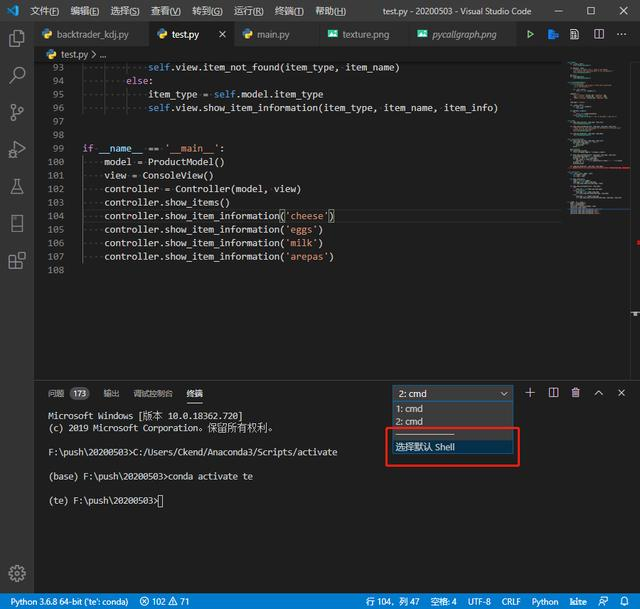 文件(F) 编辑(E) 选择(S) 查看(V) 转到(G) 运行(R) 终端(T) 帮助(H) test.py - 20200503 - Visual Studio Code
backtrader_kdj.py test.py main.py texture.png pycallgraph.png
test.py > ...
93 self.view.item_not_found(item_type, item_name)
94 else:
95 item_type = self.model.item_type
96 self.view.show_item_information(item_type, item_name, item_info)
97
98
99 if __name__ == '__main__':
100 model = ProductModel()
101 view = ConsoleView()
102 controller = Controller(model, view)
103 controller.show_items()
104 controller.show_item_information('cheese')
105 controller.show_item_information('eggs')
106 controller.show_item_information('milk')
107 controller.show_item_information('arepas')
108
问题 173 输出 调试控制台 终端 2: cmd
1: cmd
2: cmd
选择默认 Shell
Microsoft Windows [版本 10.0.18362.720]
(c) 2019 Microsoft Corporation。保留所有权利。
F:\push\20200503>C:/Users/Ckend/Anaconda3/Scripts/activate
(base) F:\push\20200503>conda activate te
(te) F:\push\20200503>
Python 3.6.8 64-bit ('te': conda) 102 71 行 104, 列 47 空格: 4 UTF-8 CRLF Python kite